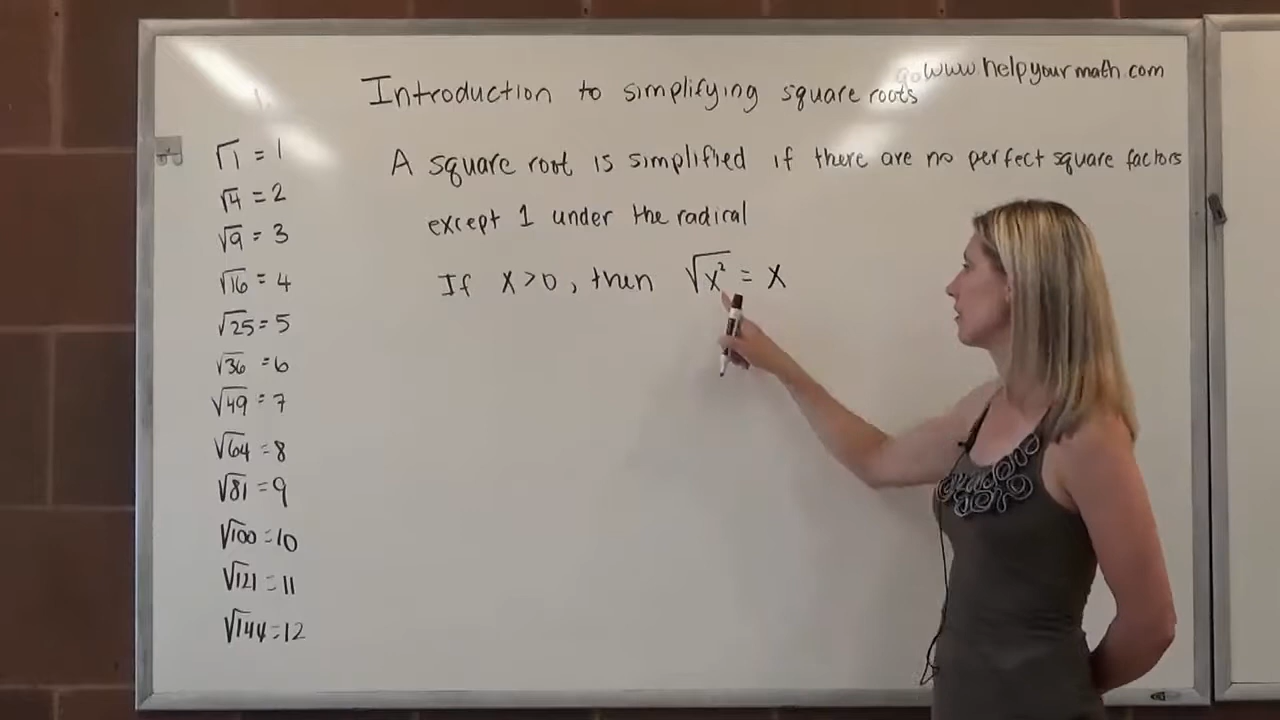 www.helpyourmath.com
Introduction to simplifying square roots
A square root is simplified if there are no perfect square factors
except 1 under the radical
If x>0, then √x² = x
√1 = 1
√4 = 2
√9 = 3
√16 = 4
√25 = 5
√36 = 6
√49 = 7
√64 = 8
√81 = 9
√100 = 10
√121 = 11
√144 = 12